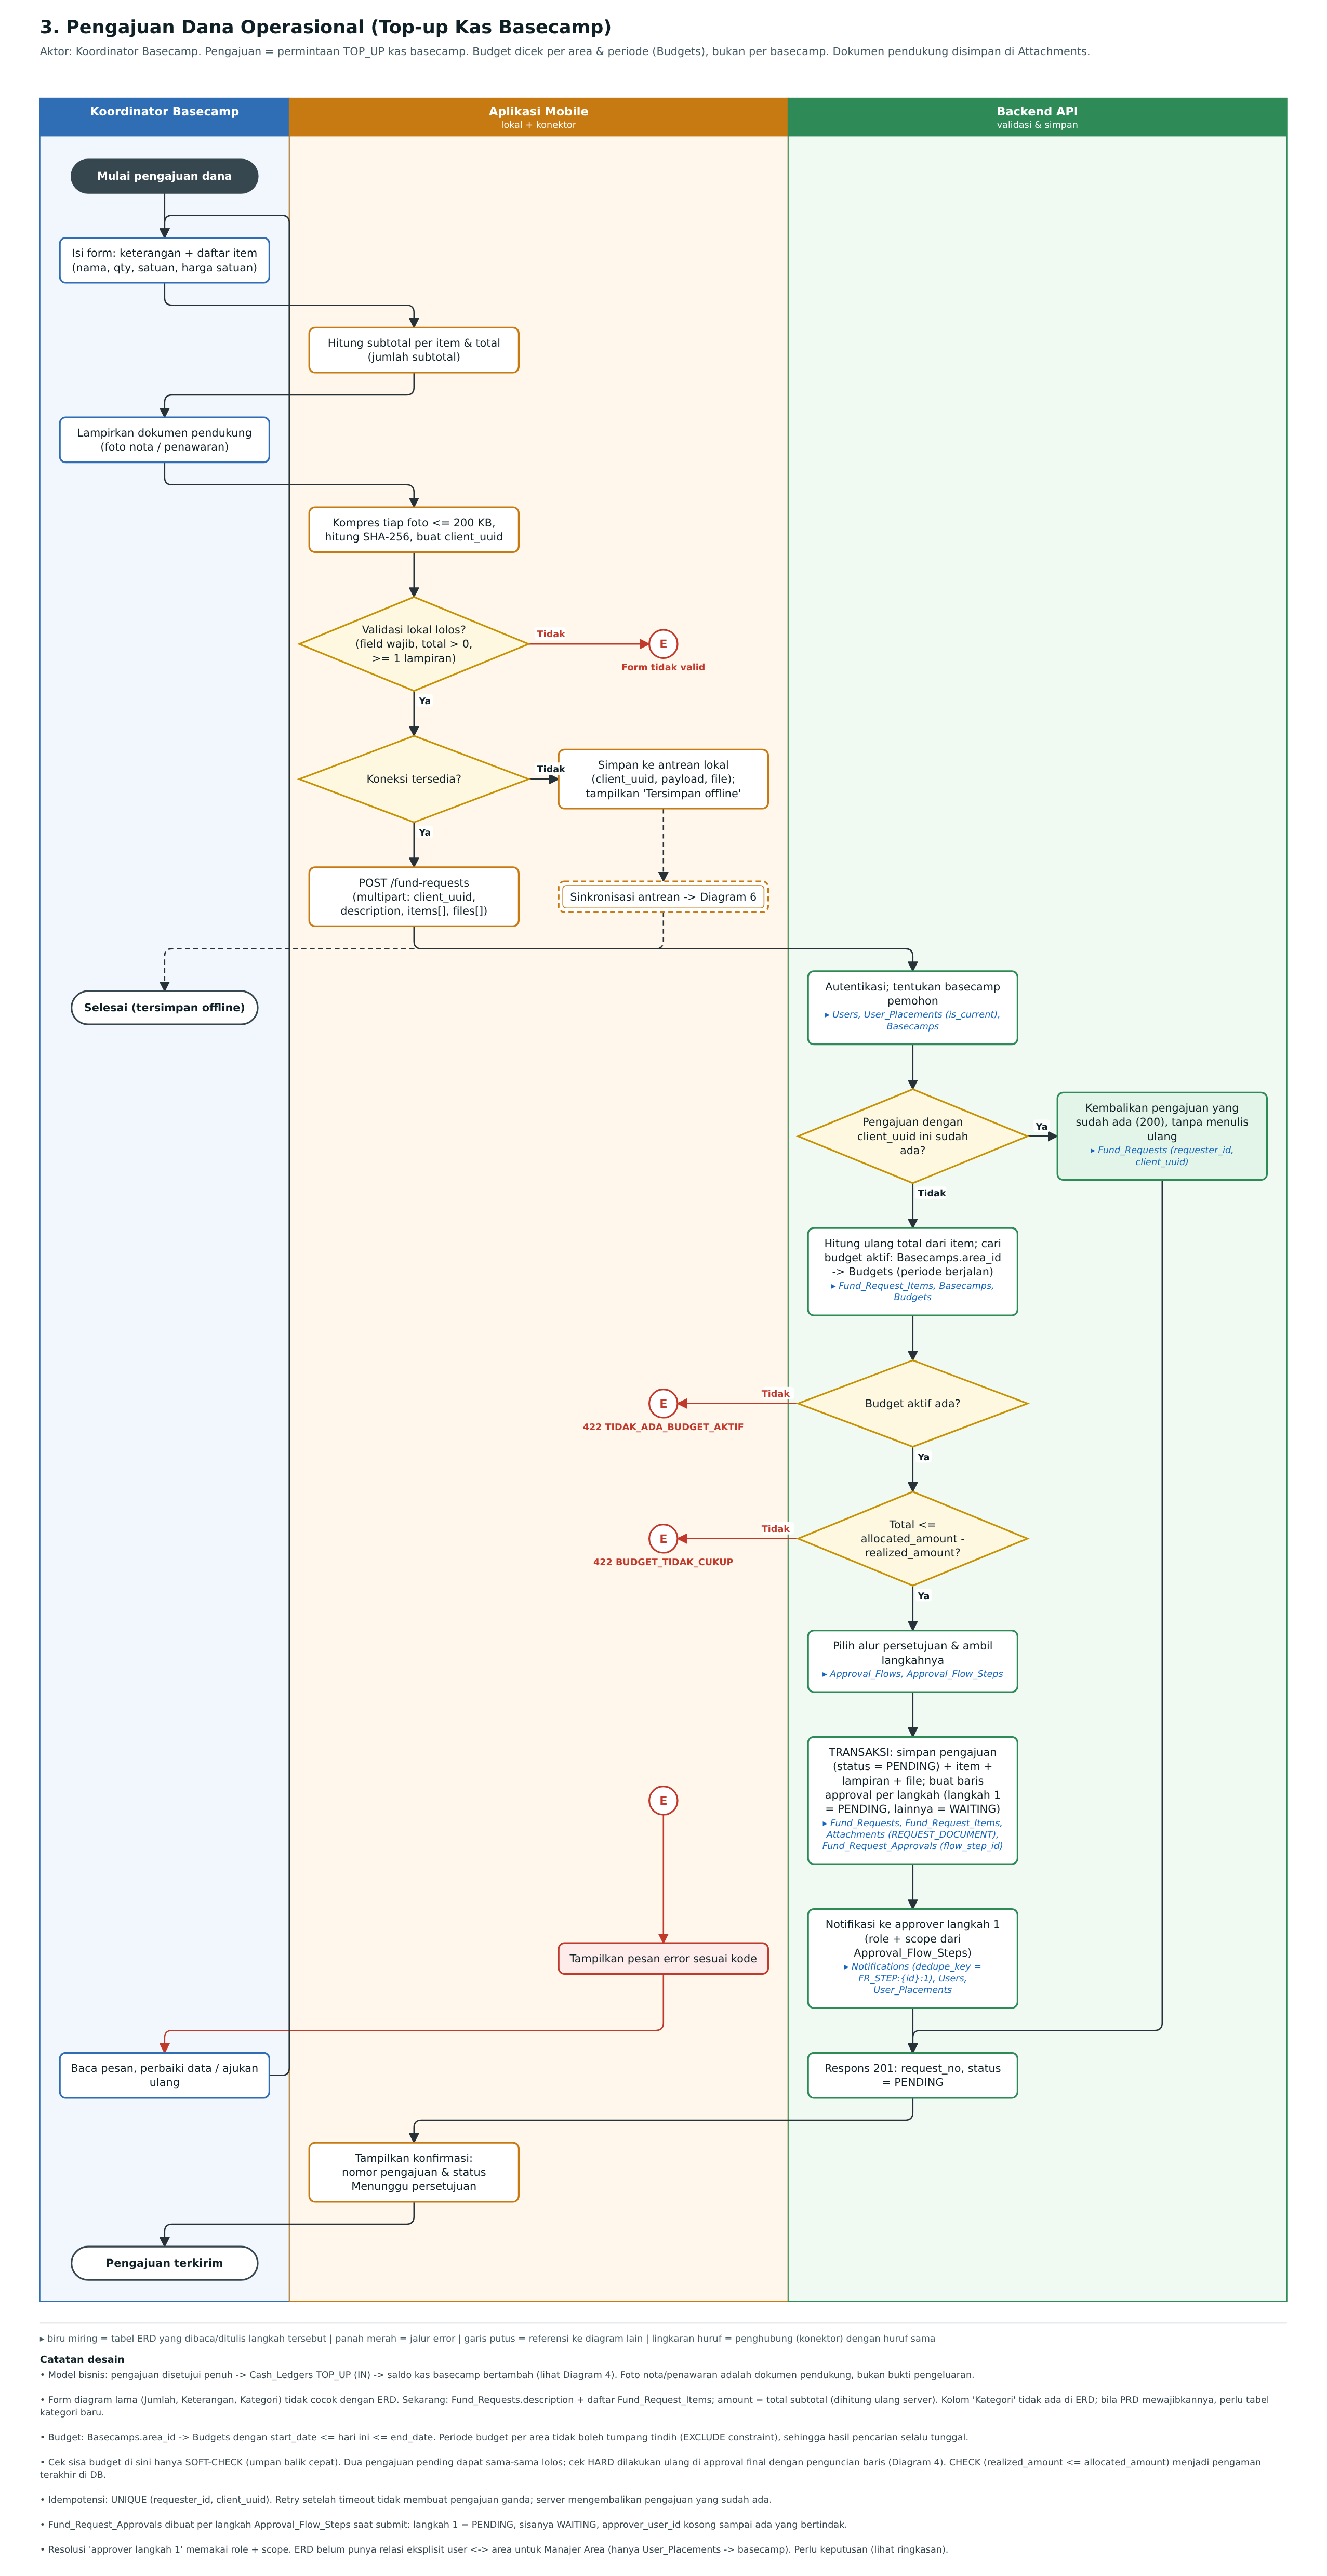 3. Pengajuan Dana Operasional (Top-up Kas Basecamp)
Aktor: Koordinator Basecamp. Pengajuan = permintaan TOP_UP kas basecamp. Budget dicek per area & periode (Budgets), bukan per basecamp. Dokumen pendukung disimpan di Attachments.
Koordinator Basecamp
Aplikasi Mobile
lokal + konektor
Backend API
validasi & simpan
Mulai pengajuan dana
Isi form: keterangan + daftar item
(nama, qty, satuan, harga satuan)
Hitung subtotal per item & total
(jumlah subtotal)
Lampirkan dokumen pendukung
(foto nota / penawaran)
Kompres tiap foto <= 200 KB,
hitung SHA-256, buat client_uuid
Validasi lokal lolos?
(field wajib, total > 0,
>= 1 lampiran)
Tidak
E
Form tidak valid
Ya
Koneksi tersedia?
Tidak
Simpan ke antrean lokal
(client_uuid, payload, file);
tampilkan 'Tersimpan offline'
Ya
POST /fund-requests
(multipart: client_uuid,
description, items[], files[])
Sinkronisasi antrean -> Diagram 6
Selesai (tersimpan offline)
Autentikasi; tentukan basecamp
pemohon
▸ Users, User_Placements (is_current),
Basecamps
Pengajuan dengan
client_uuid ini sudah
ada?
Ya
Kembalikan pengajuan yang
sudah ada (200), tanpa menulis
ulang
▸ Fund_Requests (requester_id,
client_uuid)
Tidak
Hitung ulang total dari item; cari
budget aktif: Basecamps.area_id
-> Budgets (periode berjalan)
▸ Fund_Request_Items, Basecamps,
Budgets
Budget aktif ada?
Tidak
E
422 TIDAK_ADA_BUDGET_AKTIF
Ya
Total <=
allocated_amount -
realized_amount?
Tidak
E
422 BUDGET_TIDAK_CUKUP
Ya
Pilih alur persetujuan & ambil
langkahnya
▸ Approval_Flows, Approval_Flow_Steps
TRANSAKSI: simpan pengajuan
(status = PENDING) + item +
lampiran + file; buat baris
approval per langkah (langkah 1
= PENDING, lainnya = WAITING)
▸ Fund_Requests, Fund_Request_Items,
Attachments (REQUEST_DOCUMENT),
Fund_Request_Approvals (flow_step_id)
E
Notifikasi ke approver langkah 1
(role + scope dari
Approval_Flow_Steps)
▸ Notifications (dedupe_key =
FR_STEP:{id}:1), Users,
User_Placements
Tampilkan pesan error sesuai kode
Baca pesan, perbaiki data / ajukan
ulang
Respons 201: request_no, status
= PENDING
Tampilkan konfirmasi:
nomor pengajuan & status
Menunggu persetujuan
Pengajuan terkirim
▸ biru miring = tabel ERD yang dibaca/ditulis langkah tersebut | panah merah = jalur error | garis putus = referensi ke diagram lain | lingkaran huruf = penghubung (konektor) dengan huruf sama
Catatan desain
• Model bisnis: pengajuan disetujui penuh -> Cash_Ledgers TOP_UP (IN) -> saldo kas basecamp bertambah (lihat Diagram 4). Foto nota/penawaran adalah dokumen pendukung, bukan bukti pengeluaran.
• Form diagram lama (Jumlah, Keterangan, Kategori) tidak cocok dengan ERD. Sekarang: Fund_Requests.description + daftar Fund_Request_Items; amount = total subtotal (dihitung ulang server). Kolom 'Kategori' tidak ada di ERD; bila PRD mewajibkannya, perlu tabel
kategori baru.
• Budget: Basecamps.area_id -> Budgets dengan start_date <= hari ini <= end_date. Periode budget per area tidak boleh tumpang tindih (EXCLUDE constraint), sehingga hasil pencarian selalu tunggal.
• Cek sisa budget di sini hanya SOFT-CHECK (umpan balik cepat). Dua pengajuan pending dapat sama-sama lolos; cek HARD dilakukan ulang di approval final dengan penguncian baris (Diagram 4). CHECK (realized_amount <= allocated_amount) menjadi pengaman
terakhir di DB.
• Idempotensi: UNIQUE (requester_id, client_uuid). Retry setelah timeout tidak membuat pengajuan ganda; server mengembalikan pengajuan yang sudah ada.
• Fund_Request_Approvals dibuat per langkah Approval_Flow_Steps saat submit: langkah 1 = PENDING, sisanya WAITING, approver_user_id kosong sampai ada yang bertindak.
• Resolusi 'approver langkah 1' memakai role + scope. ERD belum punya relasi eksplisit user <-> area untuk Manajer Area (hanya User_Placements -> basecamp). Perlu keputusan (lihat ringkasan).